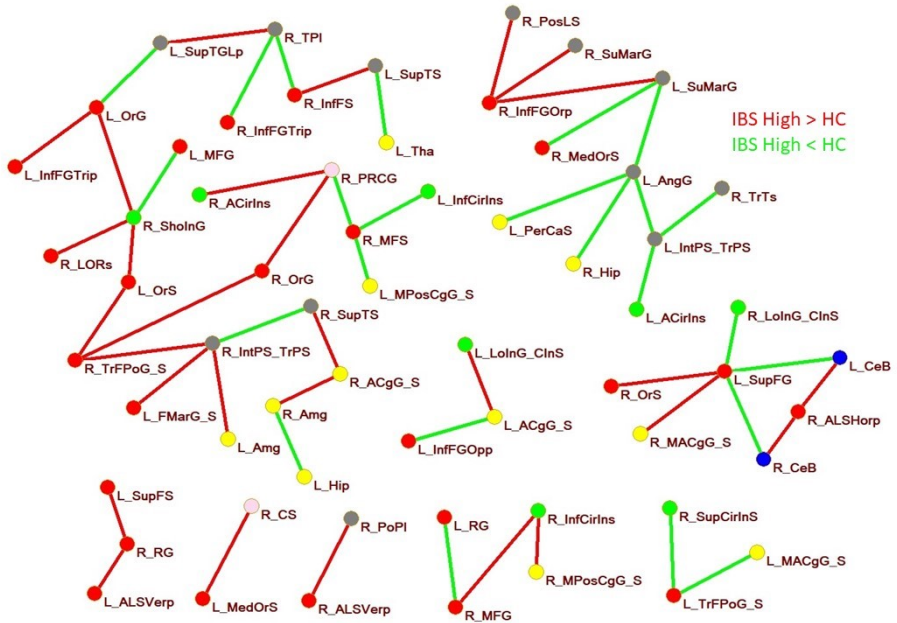 R_PosLS
L_SupTGLp
R_TPl
R_SuMarG
L_SupTS
R_InfFS
L_SuMarG
R_InfFGOrp
L_OrG
IBS High > HC
IBS High < HC
R_InfFGTrip
L_Tha
L_MFG
R_MedOrS
L_InfFGTrip
R_PRCG
L_AngG
R_TrTs
R_ACirIns
L_InfCirIns
R_ShoInG
L_PerCaS
R_MFS
L_IntPS_TrPS
R_LORs
R_Hip
R_OrG
L_OrS
L_MPosCgG_S
L_ACirIns
R_SupTS
R_LoInG_ClnS
R_IntPS_TrPS
L_LoInG_ClnS
R_TrFPoG_S
L_CeB
L_SupFG
R_ACgG_S
R_OrS
L_FMarG_S
R_Amg
L_ACgG_S
R_ALSHorp
L_Amg
L_InfFGOpp
R_MACgG_S
R_CeB
L_Hip
L_SupFS
R_CS
R_PoPl
L_RG
R_InfCirIns
R_SupCirInS
R_RG
L_MACgG_S
R_MPosCgG_S
L_ALSVerp
L_MedOrS
R_ALSVerp
R_MFG
L_TrFPoG_S